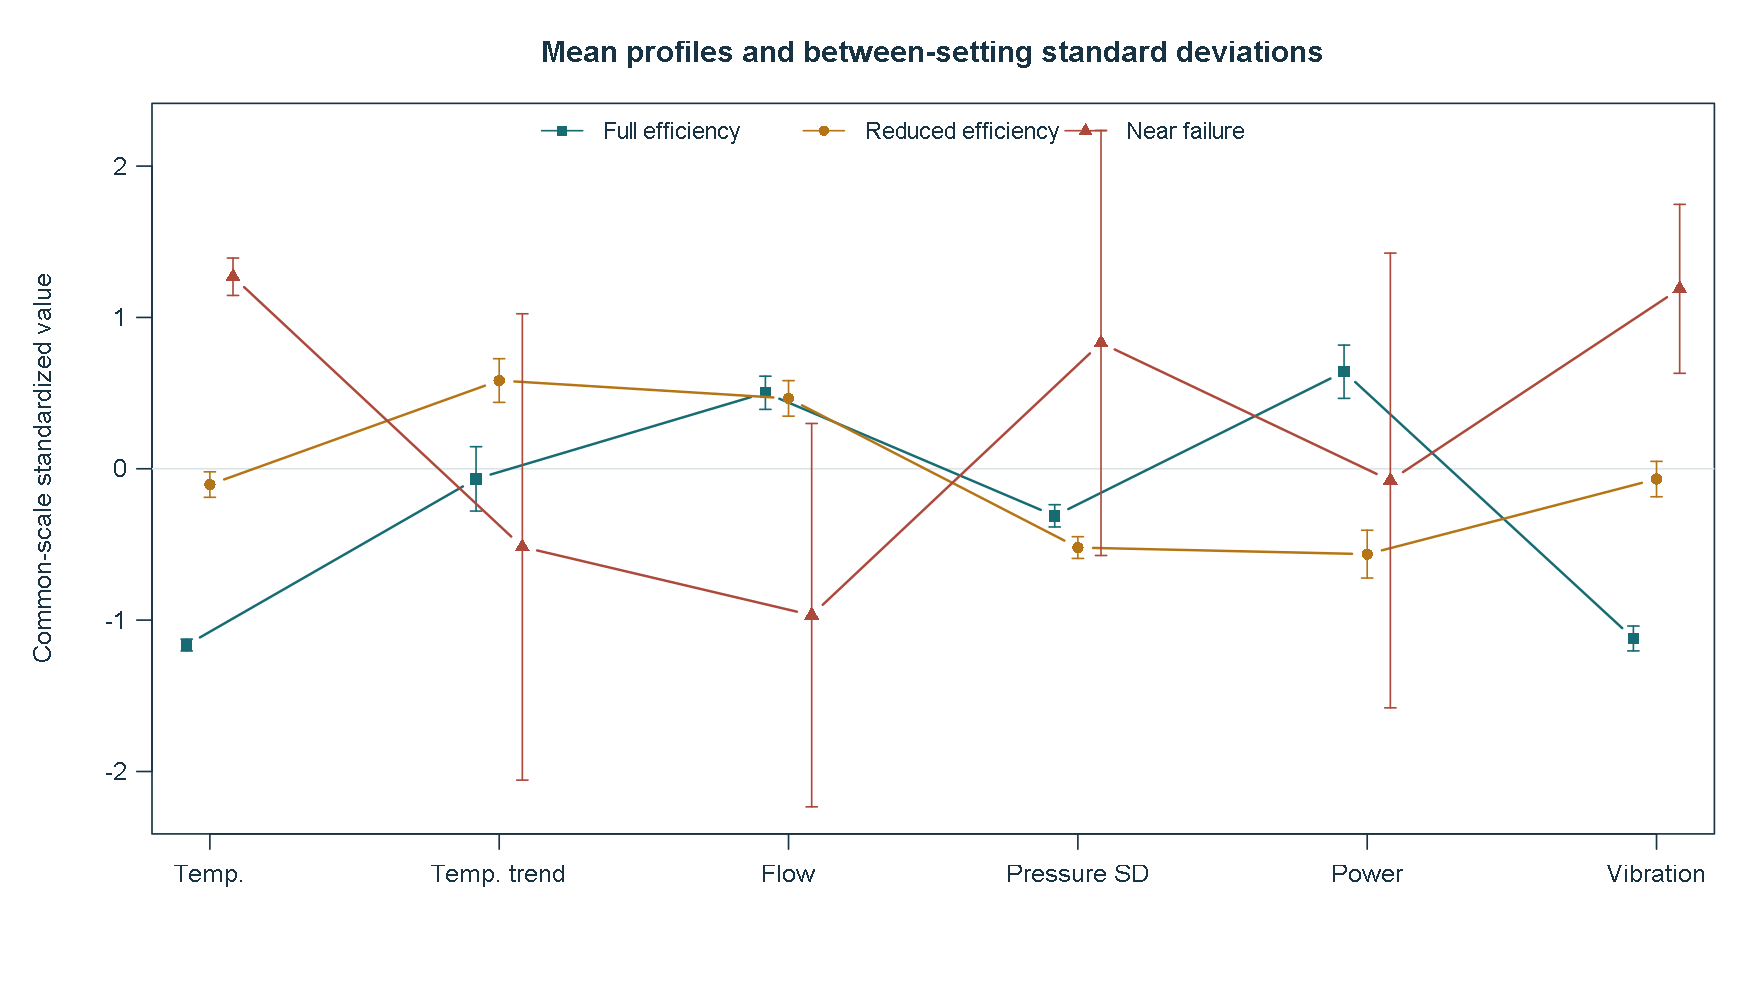 Mean profiles and between-setting standard deviations
Full efficiency
Reduced efficiency
Near failure
Common-scale standardized value
2
1
0
-1
-2
Temp.
Temp. trend
Flow
Pressure SD
Power
Vibration